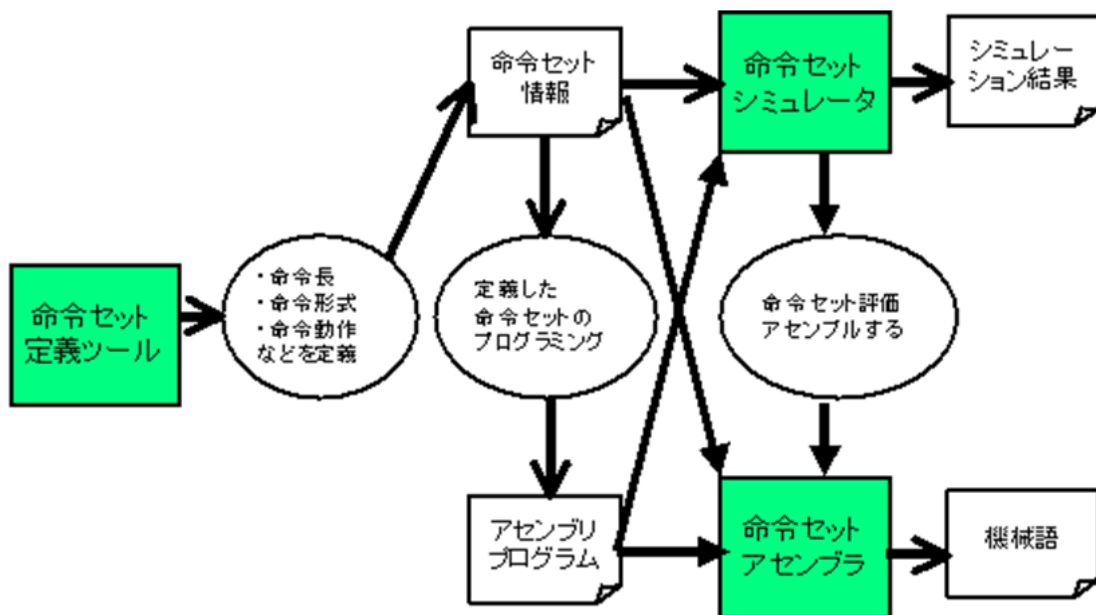 命令セット
定義ツール
・命令長
・命令形式
・命令動作
などを定義
命令セット
情報
定義した
命令セットの
プログラミング
アセンブリ
プログラム
命令セット
シミュレータ
シミュレー
ション結果
命令セット評価
アセンブルする
命令セット
アセンブラ
機械語